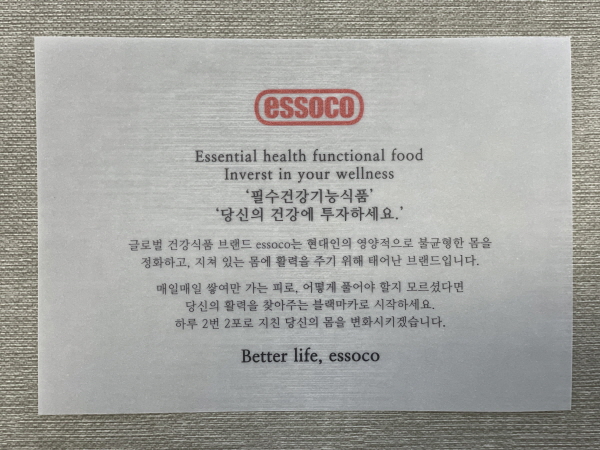 essoco
Essential health functional food
Inverst in your wellness
‘필수건강기능식품’
‘당신의 건강에 투자하세요.’
글로벌 건강식품 브랜드 essoco는 현대인의 영양적으로 불균형한 몸을
정화하고, 지쳐 있는 몸에 활력을 주기 위해 태어난 브랜드입니다.
매일매일 쌓여만 가는 피로, 어떻게 풀어야 할지 모르셨다면
당신의 활력을 찾아주는 블랙마카로 시작하세요.
하루 2번 2포로 지친 당신의 몸을 변화시키겠습니다.
Better life, essoco